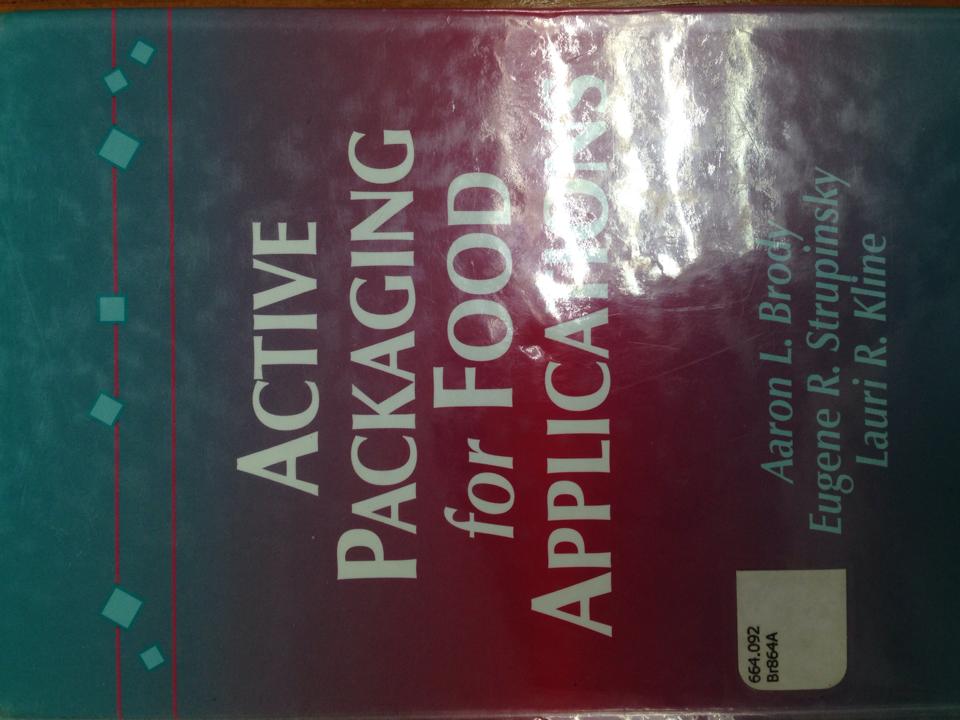 ACTIVE
PACKAGING
for FOOD
APPLICATIONS
Aaron L. Brody
Eugene R. Strupinsky
Lauri R. Kline
664.092
Br864A